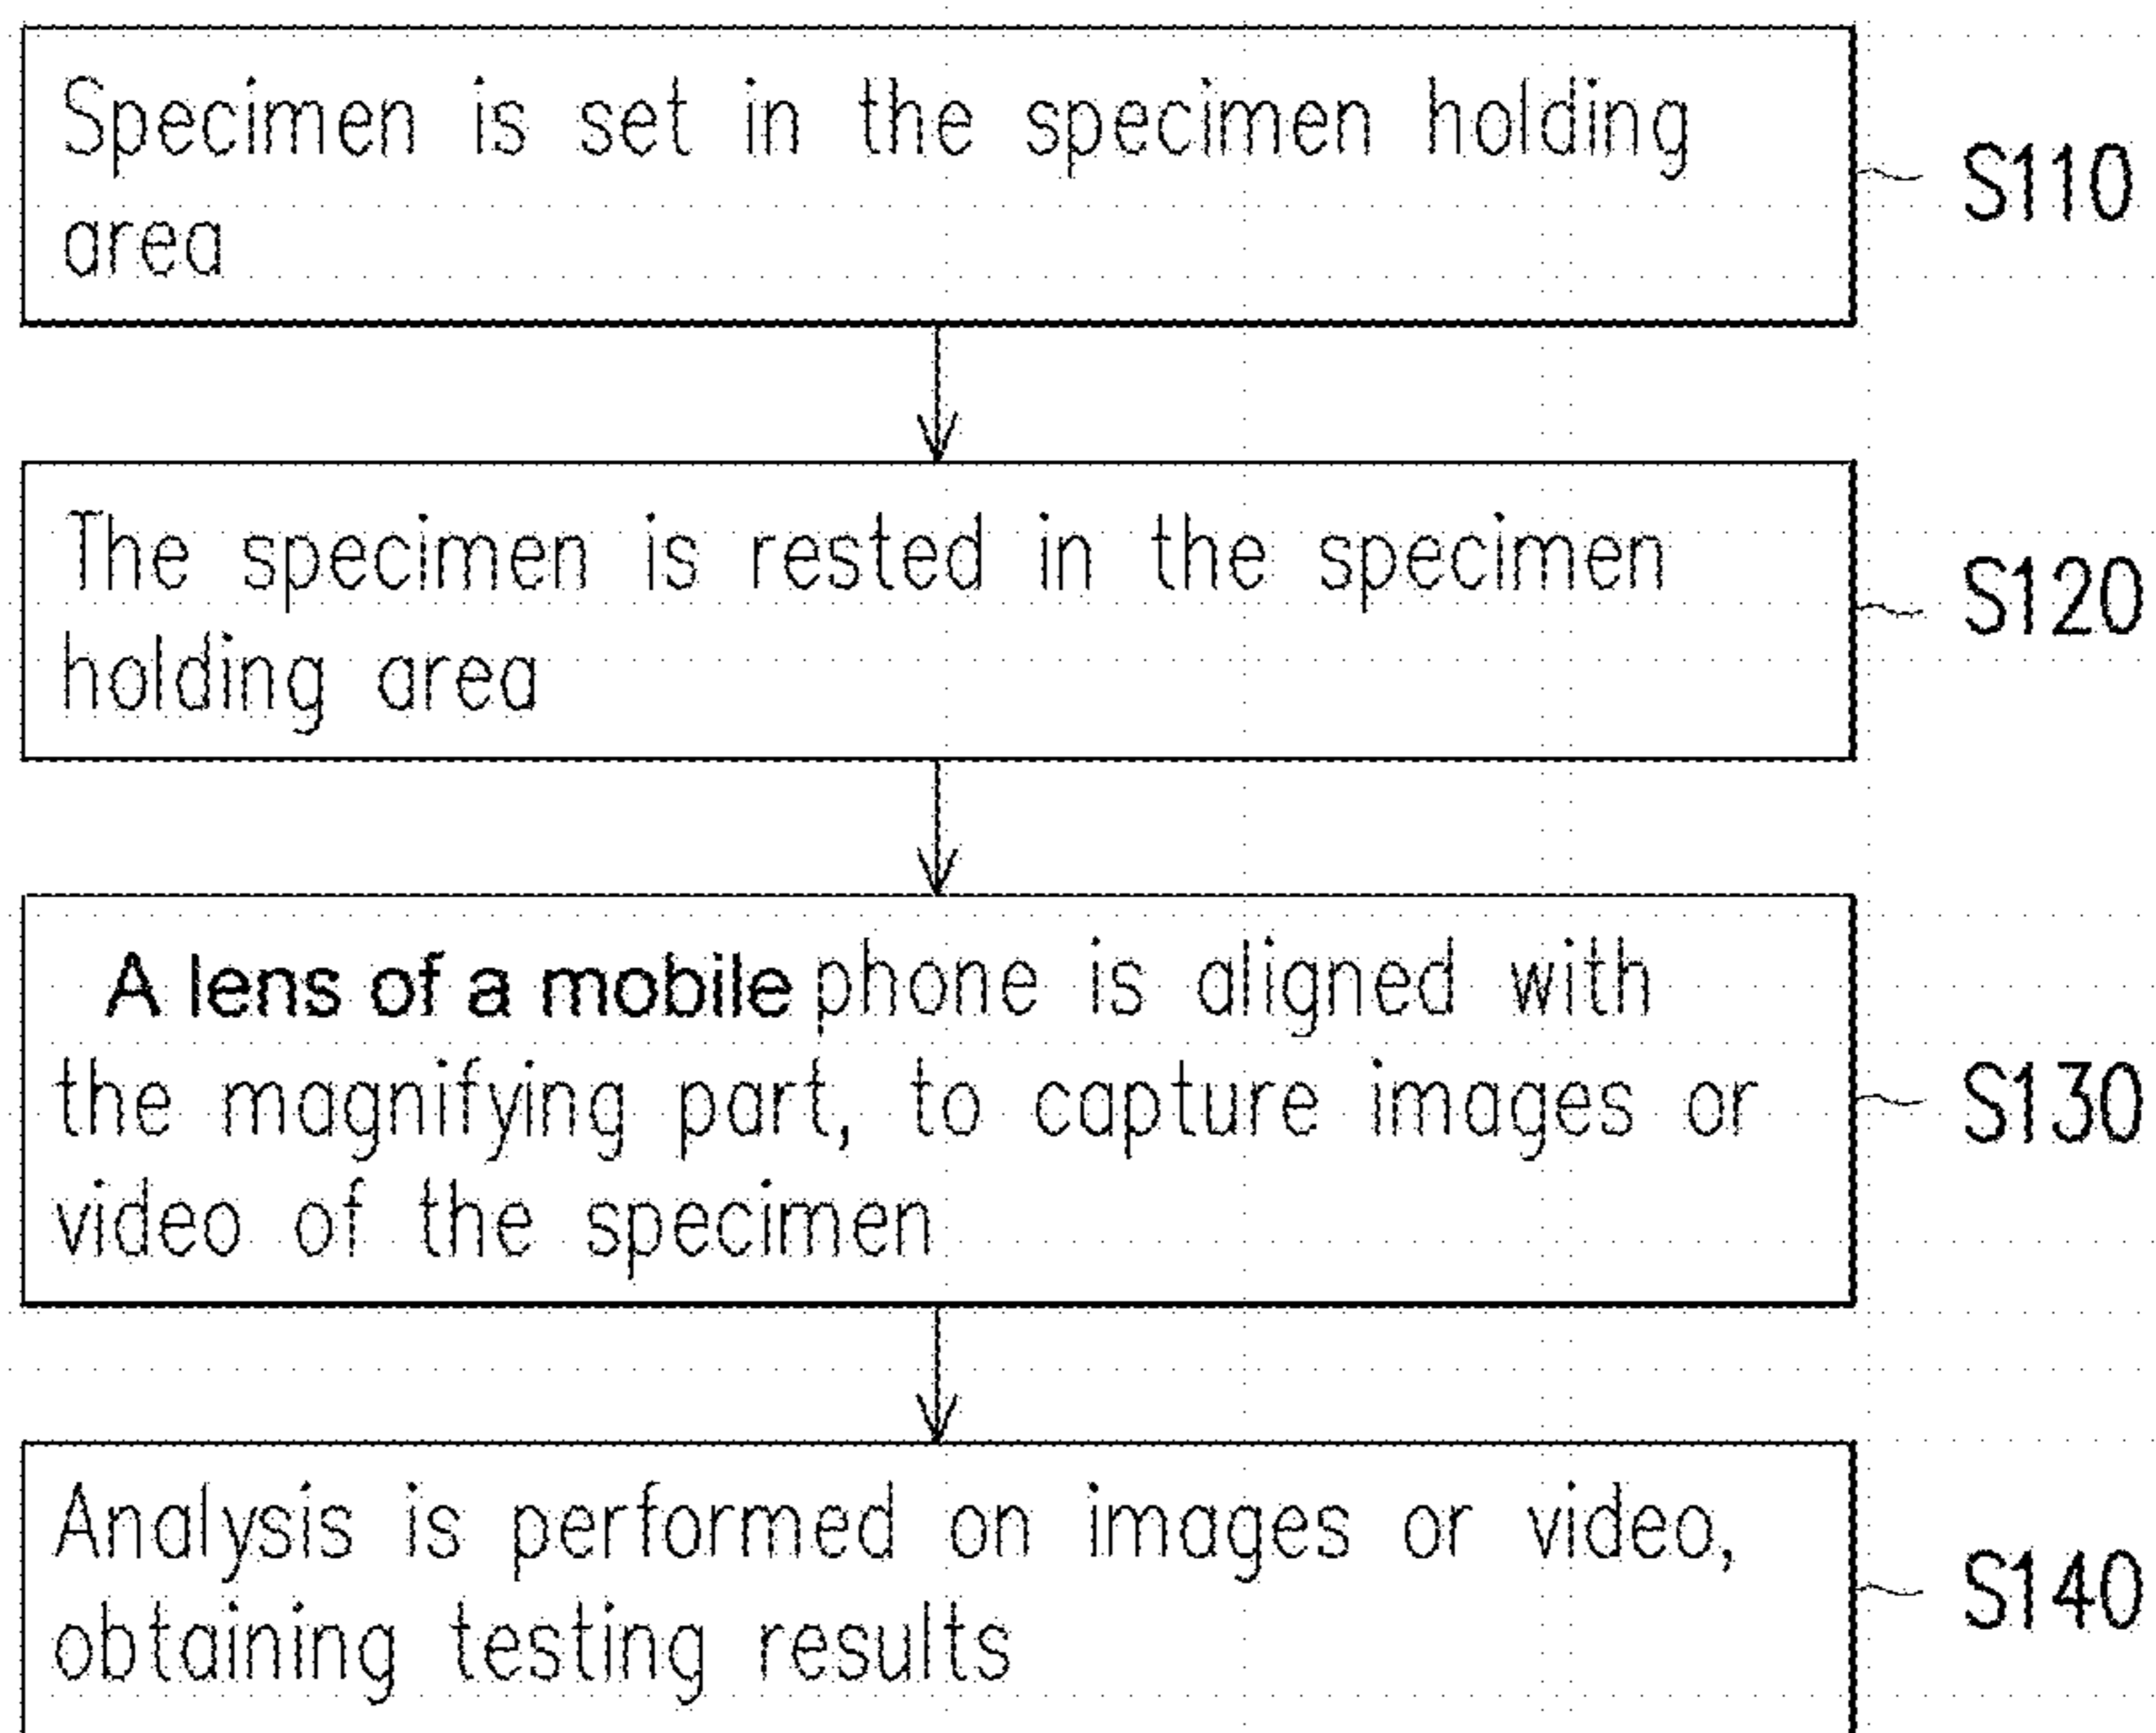 Specimen is set in the specimen holding
area
S110
The specimen is rested in the specimen
holding area
S120
A lens of a mobile phone is aligned with
the magnifying part, to capture images or
video of the specimen
S130
Analysis is performed on images or video,
obtaining testing results
S140